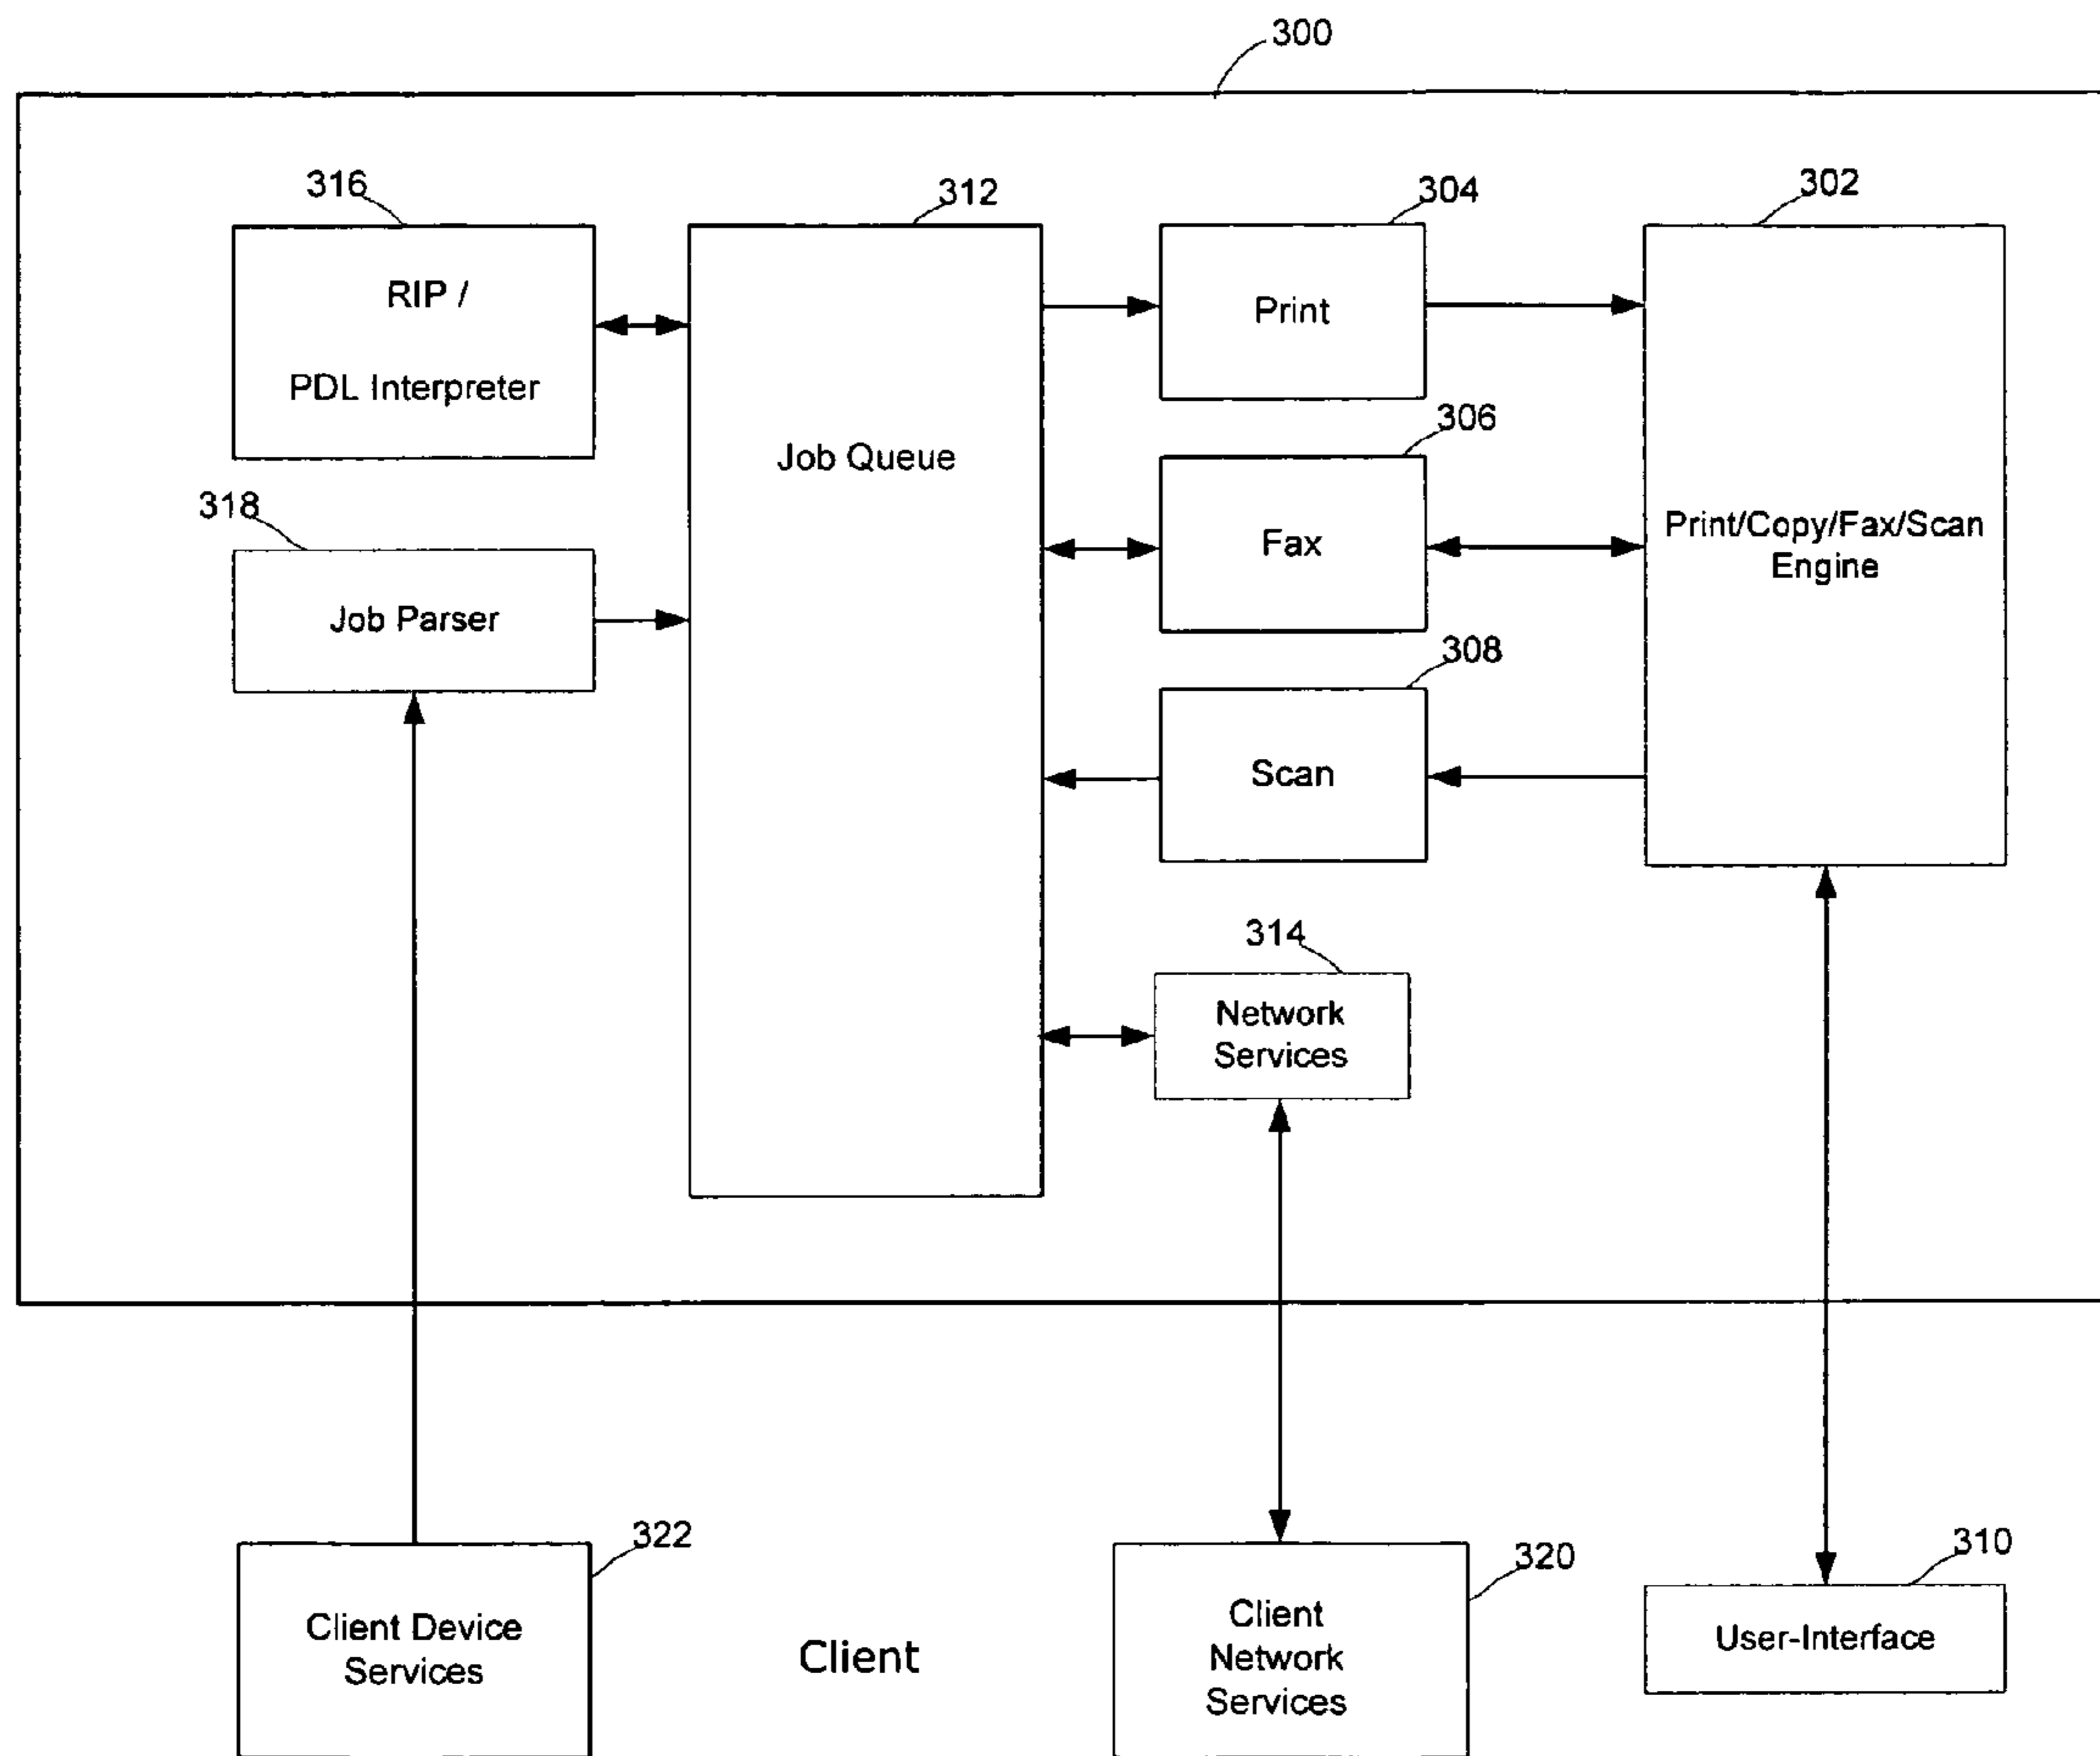 300
316
312
304
302
RIP /
PDL Interpreter
Print
306
Job Queue
318
Fax
Print/Copy/Fax/Scan
Engine
Job Parser
308
Scan
314
Network
Services
322
320
310
Client Device
Services
Client
Client
Network
Services
User-Interface